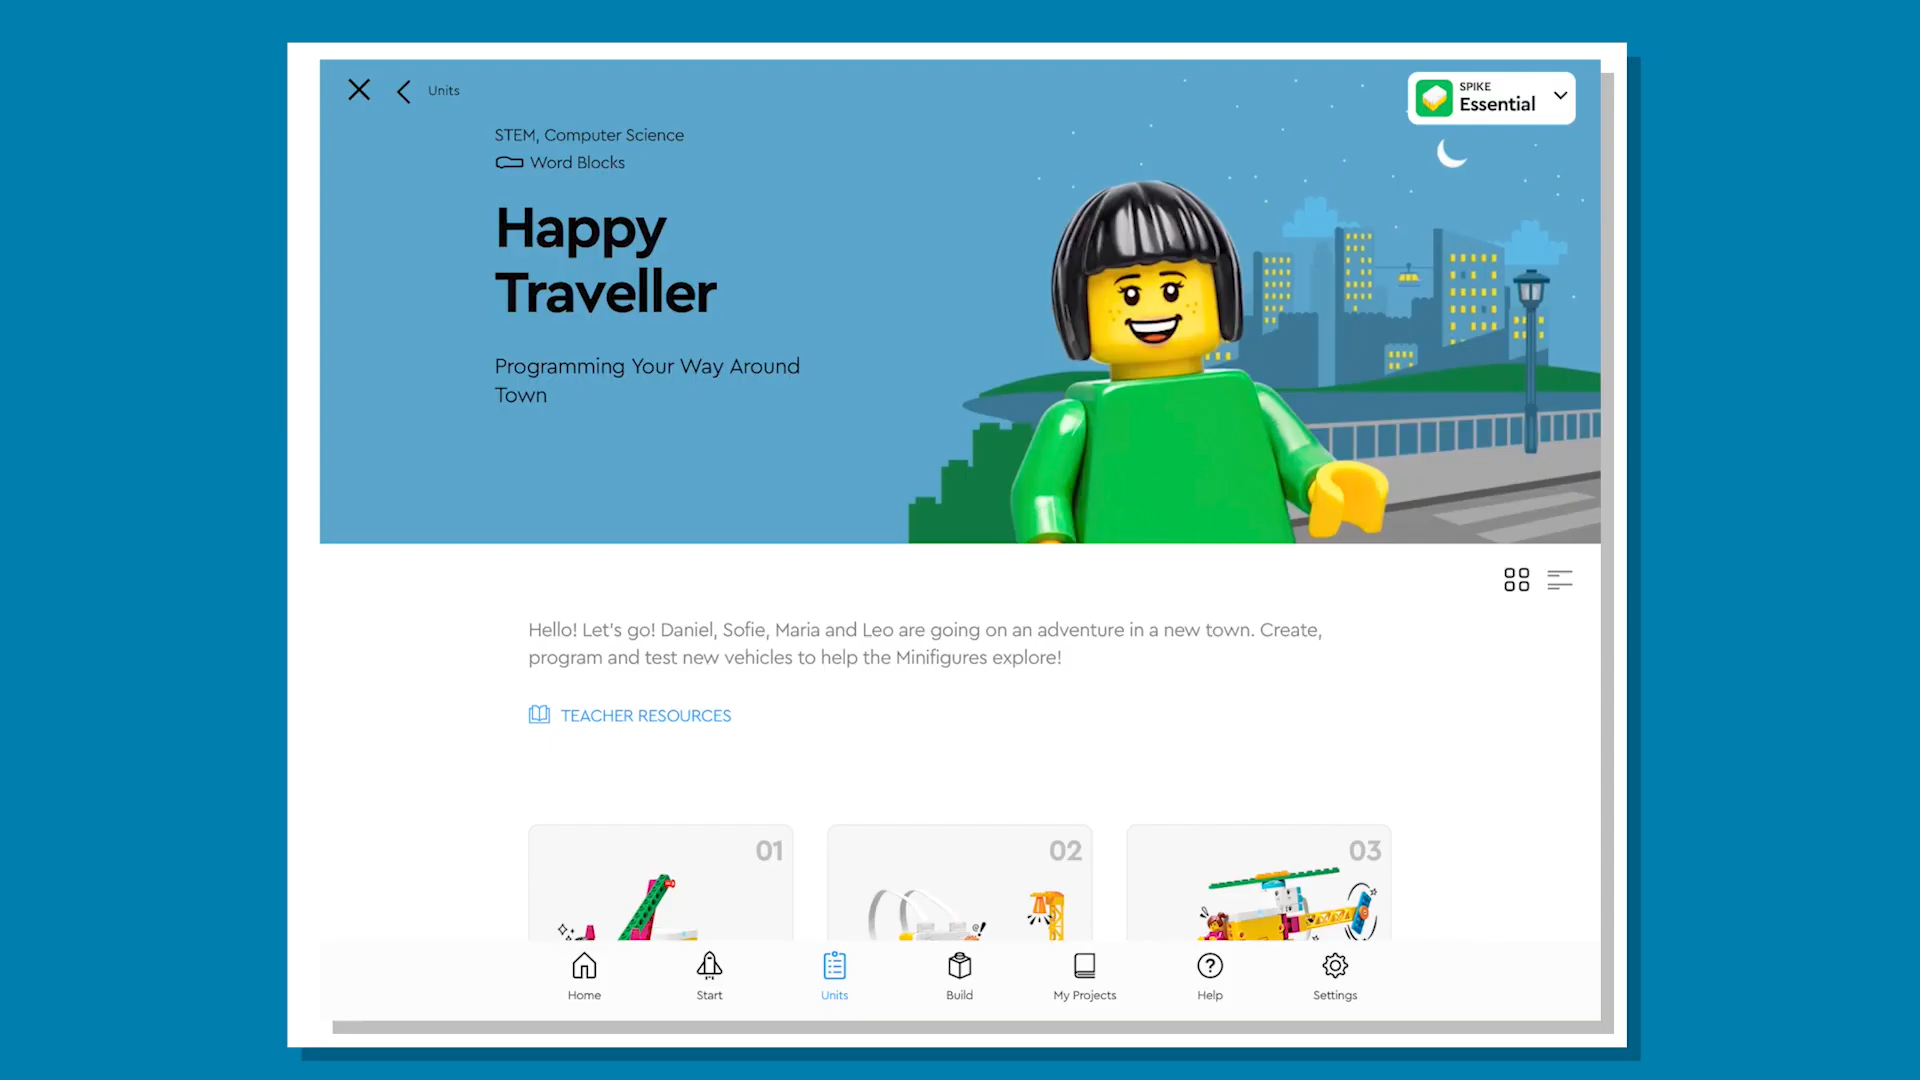 Units
SPIKE
Essential
STEM, Computer Science
Word Blocks
Happy
Traveller
Programming Your Way Around
Town
Hello! Let's go! Daniel, Sofie, Maria and Leo are going on an adventure in a new town. Create,
program and test new vehicles to help the Minifigures explore!
TEACHER RESOURCES
01
02
03
Home
Start
Units
Build
My Projects
Help
Settings